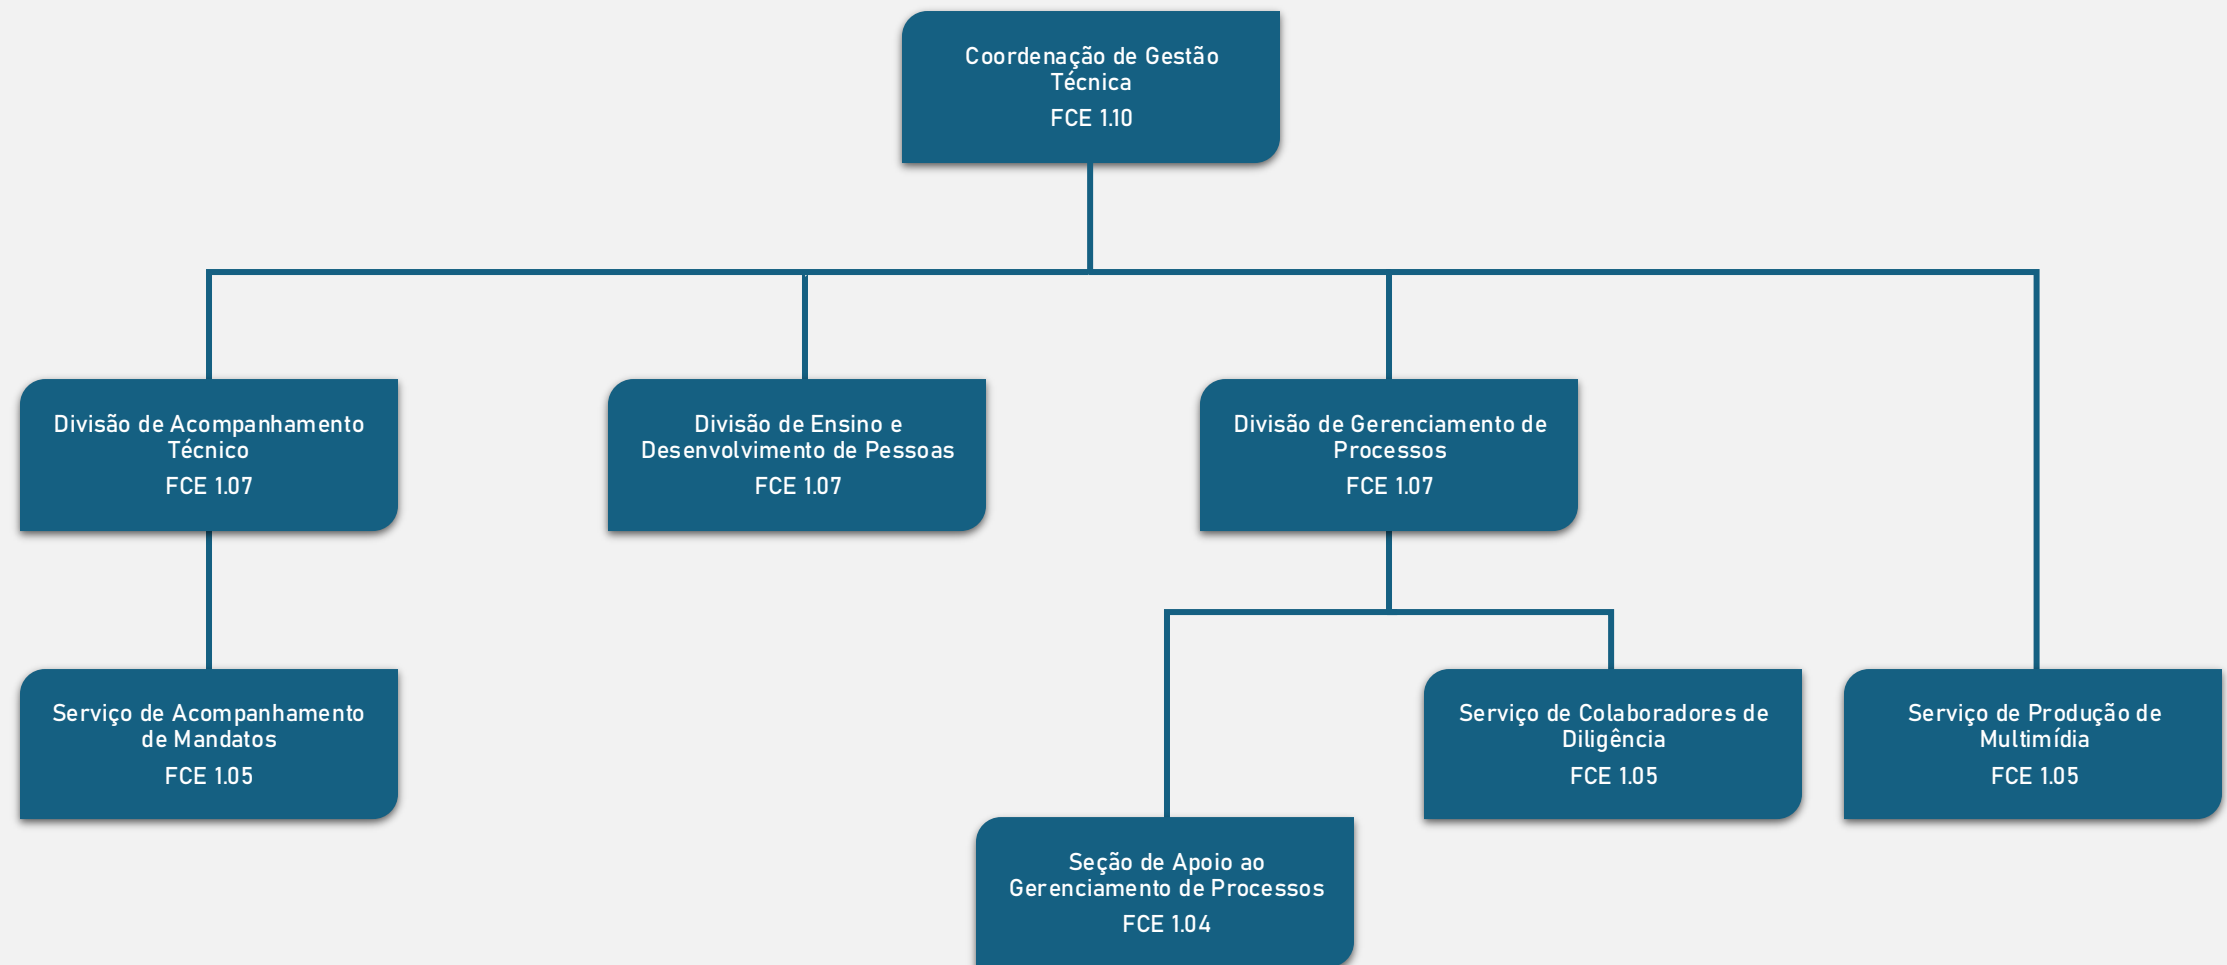 Coordenação de Gestão
Técnica
FCE 1.10
Divisão de Acompanhamento
Técnico
FCE 1.07
Divisão de Ensino e
Desenvolvimento de Pessoas
FCE 1.07
Divisão de Gerenciamento de
Processos
FCE 1.07
Serviço de Acompanhamento
de Mandatos
FCE 1.05
Serviço de Colaboradores de
Diligência
FCE 1.05
Serviço de Produção de
Multimídia
FCE 1.05
Seção de Apoio ao
Gerenciamento de Processos
FCE 1.04